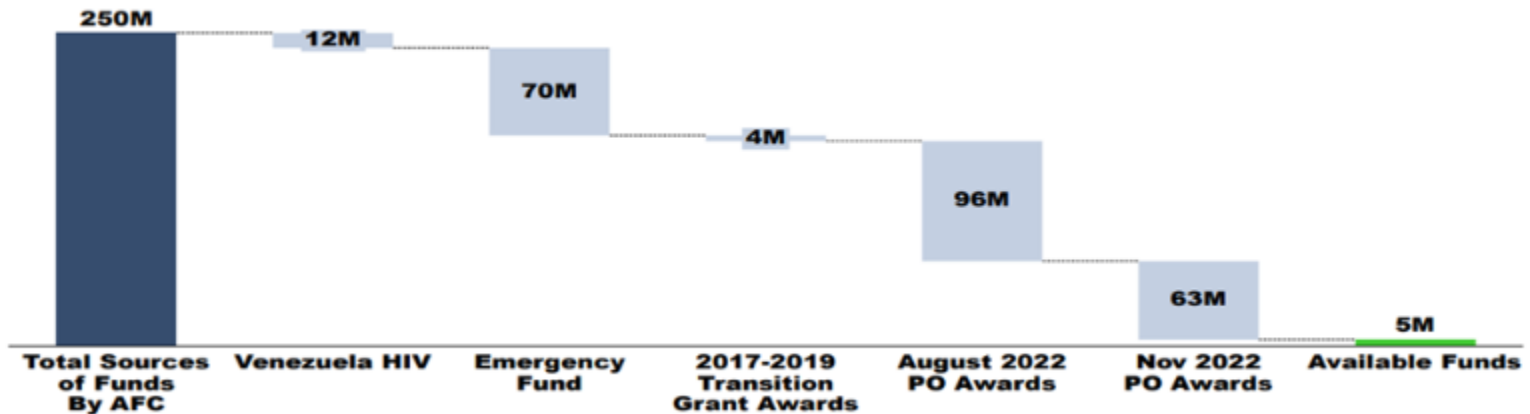 250M
12M
70M
4M
96M
63M
5M
Total Sources
of Funds
By AFC
Venezuela HIV
Emergency
Fund
2017-2019
Transition
Grant Awards
August 2022
PO Awards
Nov 2022
PO Awards
Available Funds